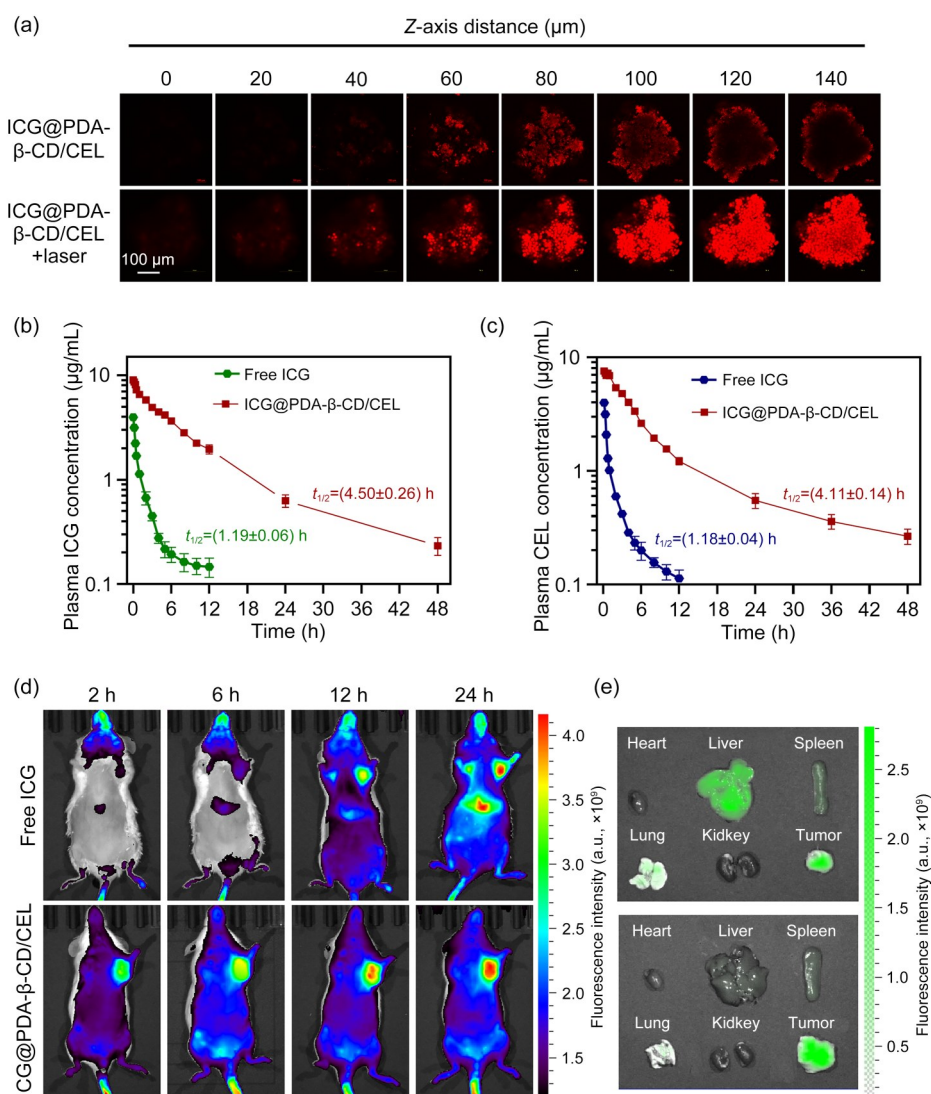 (a)
Z-axis distance (µm)
0 20 40 60 80 100 120 140
ICG@PDA-
β-CD/CEL
ICG@PDA-
β-CD/CEL
+laser
100 µm
(b)
Plasma ICG concentration (µg/mL)
10
1
0.1
Free ICG
ICG@PDA-β-CD/CEL
t1/2=(4.50±0.26) h
t1/2=(1.19±0.06) h
0 6 12 18 24 30 36 42 48
Time (h)
(c)
Plasma CEL concentration (µg/mL)
10
1
0.1
Free ICG
ICG@PDA-β-CD/CEL
t1/2=(4.11±0.14) h
t1/2=(1.18±0.04) h
0 6 12 18 24 30 36 42 48
Time (h)
(d)
2 h 6 h 12 h 24 h
Free ICG
CG@PDA-β-CD/CEL
4.0
3.5
3.0
2.5
2.0
1.5
Fluorescence intensity (a.u., ×10⁹)
(e)
Heart Liver Spleen
Lung Kidkey Tumor
Heart Liver Spleen
Lung Kidkey Tumor
2.5
2.0
1.5
1.0
0.5
Fluorescence intensity (a.u., ×10⁹)